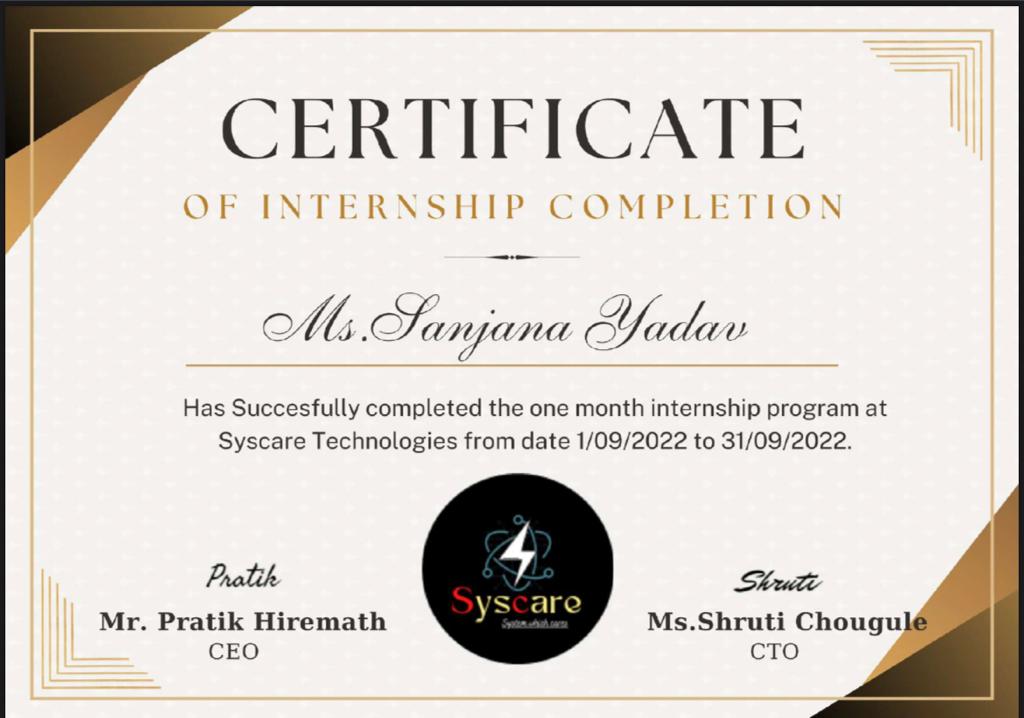 CERTIFICATE
OF INTERNSHIP COMPLETION
Ms.Sanjana Yadav
Has Succesfully completed the one month internship program at
Syscare Technologies from date 1/09/2022 to 31/09/2022.
Syscare
System which cares
Pratik
Mr. Pratik Hiremath
CEO
Shruti
Ms.Shruti Chougule
CTO